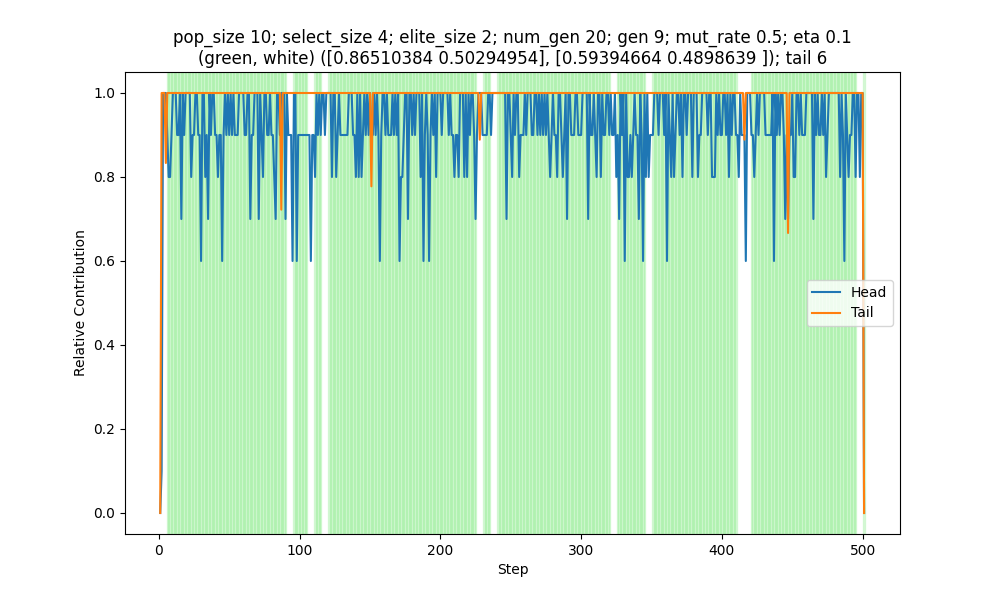 pop_size 10; select_size 4; elite_size 2; num_gen 20; gen 9; mut_rate 0.5; eta 0.1
(green, white) ([0.86510384 0.50294954], [0.59394664 0.4898639 ]); tail 6
1.0
0.8
0.6
0.4
0.2
0.0
Relative Contribution
Head
Tail
0
100
200
300
400
500
Step